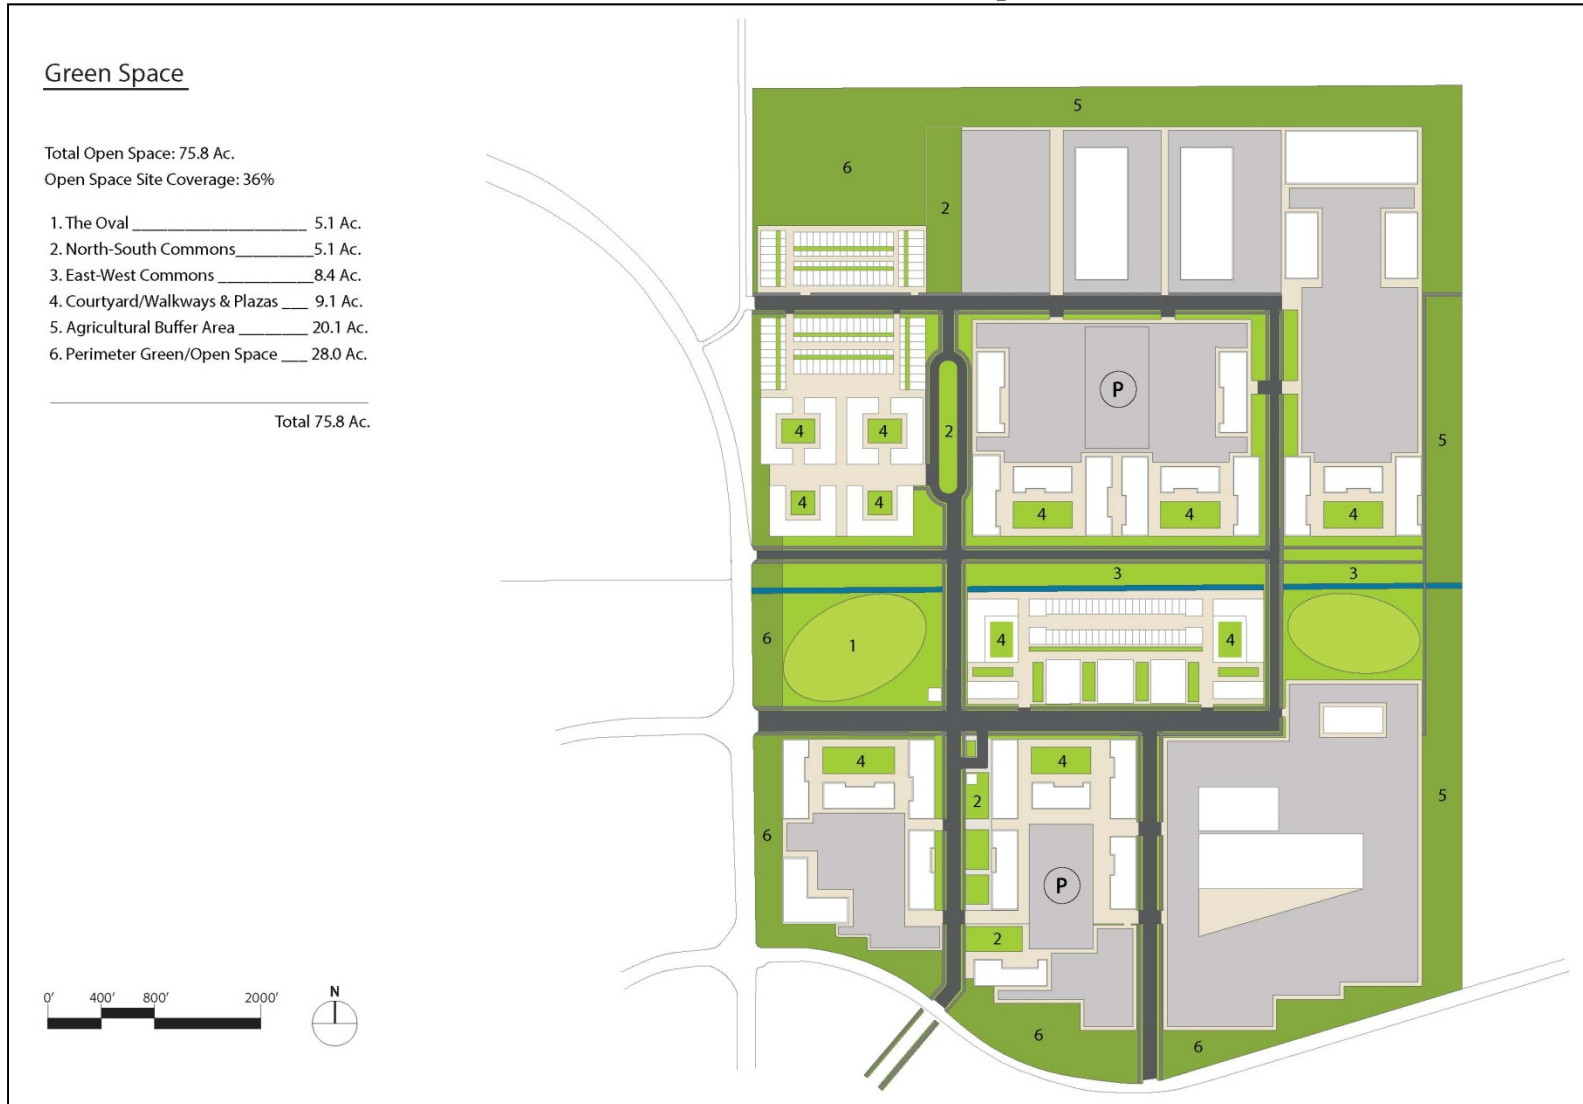 Green Space
Total Open Space: 75.8 Ac.
Open Space Site Coverage: 36%
1. The Oval _____________________ 5.1 Ac.
2. North-South Commons__________5.1 Ac.
3. East-West Commons ____________8.4 Ac.
4. Courtyard/Walkways & Plazas ___ 9.1 Ac.
5. Agricultural Buffer Area ________ 20.1 Ac.
6. Perimeter Green/Open Space ___ 28.0 Ac.
Total 75.8 Ac.
5
6
2
P
4 4 2
5
4 4
4 4 4
3 3
6 1 4 4
4 4
2
6
5
P
2
6
6
0' 400' 800' 2000'
N